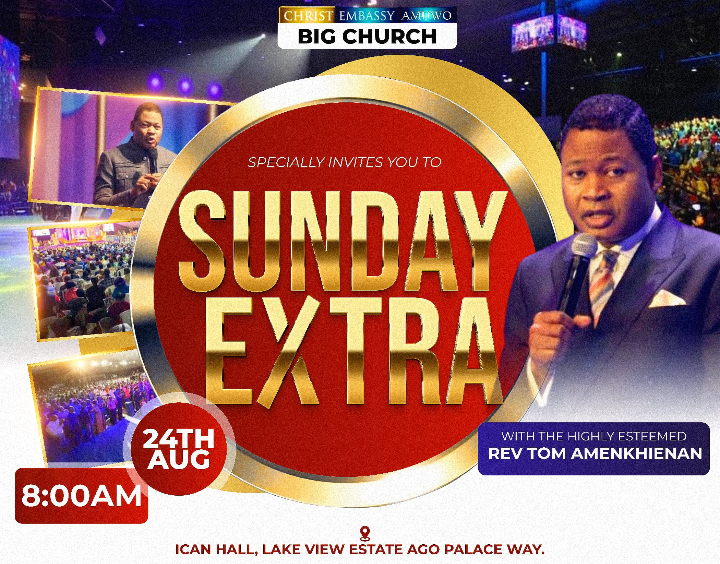 CHRIST EMBASSY AMUWO
BIG CHURCH
SPECIALLY INVITES YOU TO
SUNDAY
EXTRA
24TH
AUG
8:00AM
WITH THE HIGHLY ESTEEMED
REV TOM AMENKHIENAN
ICAN HALL, LAKE VIEW ESTATE AGO PALACE WAY.